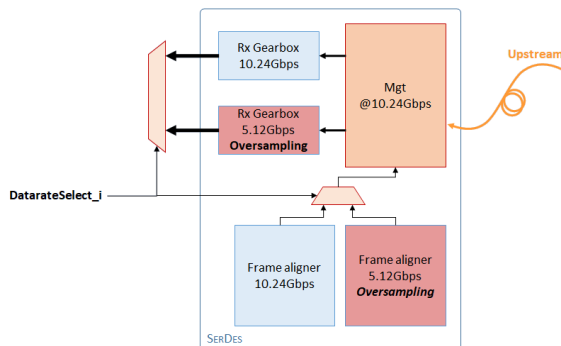 Rx Gearbox
10.24Gbps
Mgt
@10.24Gbps
Upstream
Rx Gearbox
5.12Gbps
Oversampling
DatarateSelect_i
Frame aligner
10.24Gbps
Frame aligner
5.12Gbps
Oversampling
SERDES